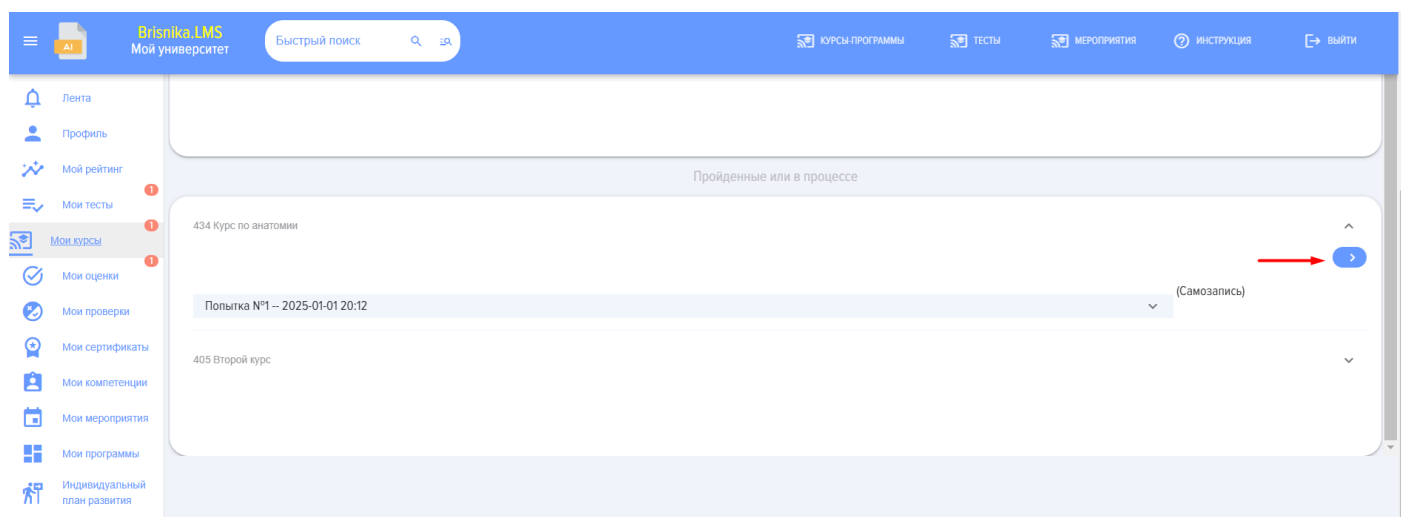 Brisnika.LMS
Мой университет
AI
Быстрый поиск
КУРСЫ-ПРОГРАММЫ
ТЕСТЫ
МЕРОПРИЯТИЯ
ИНСТРУКЦИЯ
ВЫЙТИ
Лента
Профиль
Мой рейтинг
1
Мои тесты
1
Мои курсы
1
Мои оценки
Мои проверки
Мои сертификаты
Мои компетенции
Мои мероприятия
Мои программы
Индивидуальный
план развития
Пройденные или в процессе
434 Курс по анатомии
(Самозапись)
Попытка №1 -- 2025-01-01 20:12
405 Второй курс